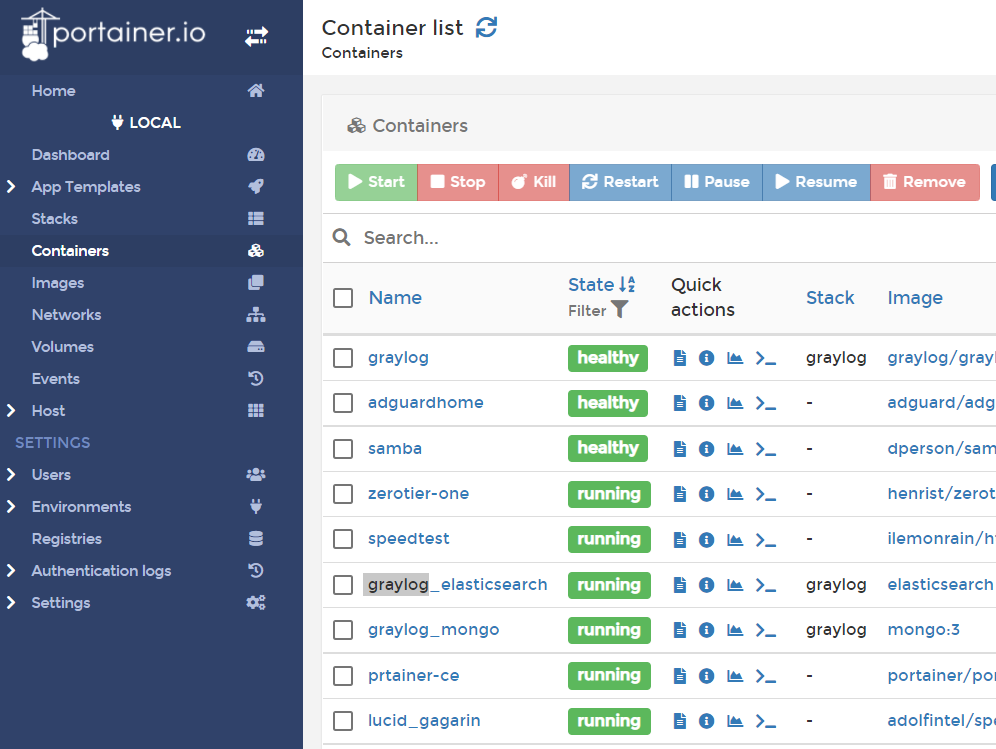 portainer.io
Home
LOCAL
Dashboard
App Templates
Stacks
Containers
Images
Networks
Volumes
Events
Host
SETTINGS
Users
Environments
Registries
Authentication logs
Settings
Container list
Containers
Containers
Start Stop Kill Restart Pause Resume Remove
Search...
Name State Filter Quick actions Stack Image
graylog healthy graylog graylog/grayl
adguardhome healthy - adguard/adg
samba healthy - dperson/sam
zerotier-one running - henrist/zerot
speedtest running - ilemonrain/h
graylog_elasticsearch running graylog elasticsearch
graylog_mongo running graylog mongo:3
prtainer-ce running - portainer/por
lucid_gagarin running - adolfintel/spe